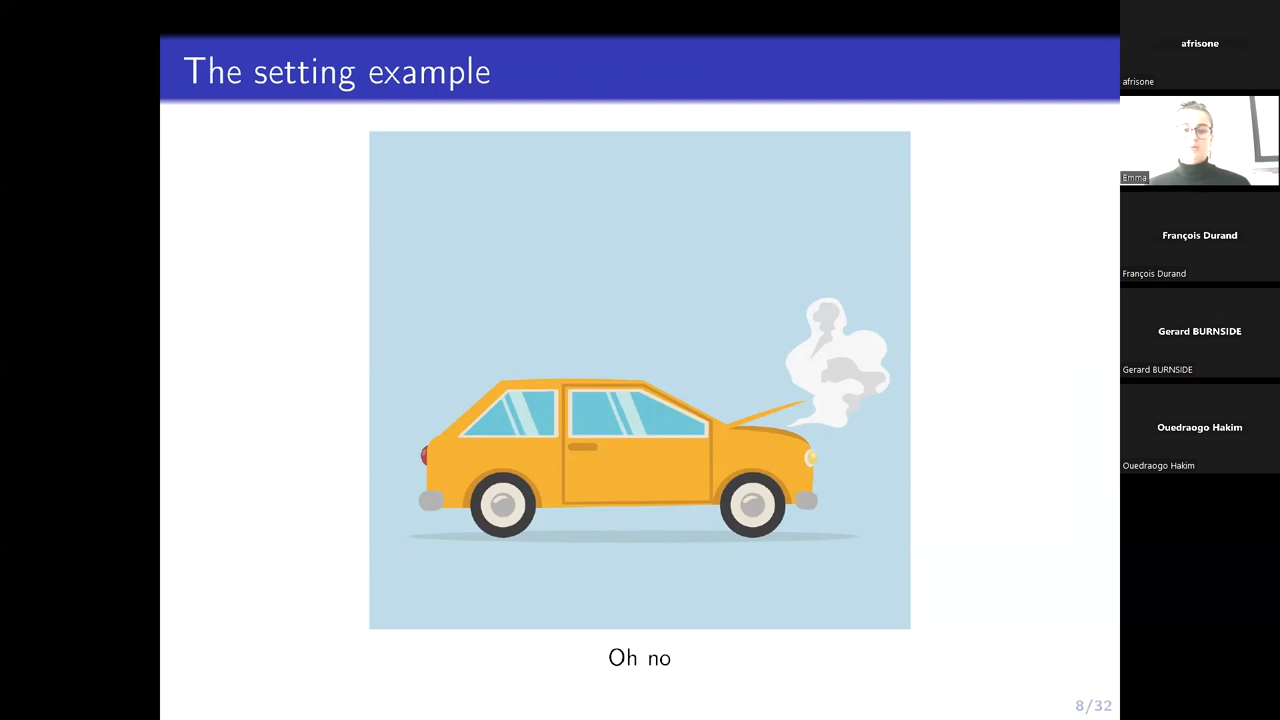 The setting example
Oh no
8/32
afrisone
afrisone
Emma
François Durand
François Durand
Gerard BURNSIDE
Gerard BURNSIDE
Ouedraogo Hakim
Ouedraogo Hakim